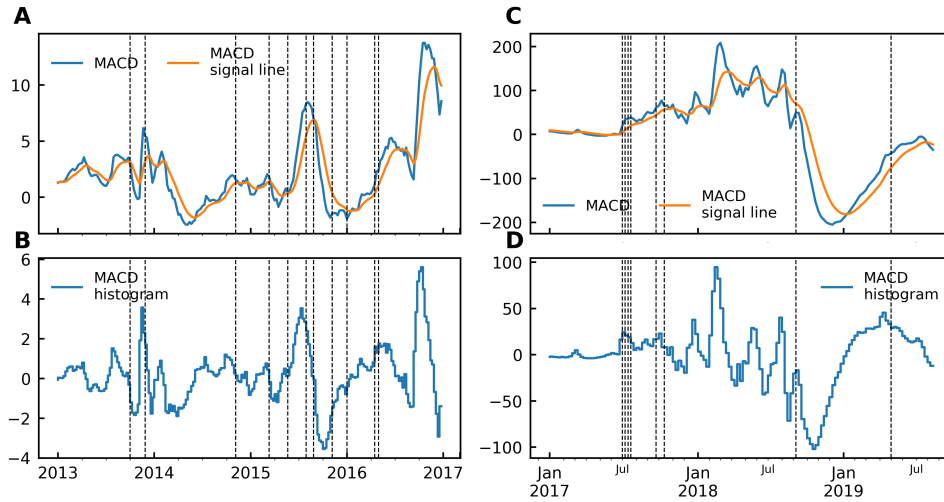 A
MACD
MACD
signal line
10
5
0
B
MACD
histogram
6
4
2
0
−2
−4
2013
2014
2015
2016
2017
C
200
100
0
−100
−200
MACD
MACD
signal line
D
MACD
histogram
100
50
0
−50
−100
Jan
2017
Jul
Jan
2018
Jul
Jan
2019
Jul